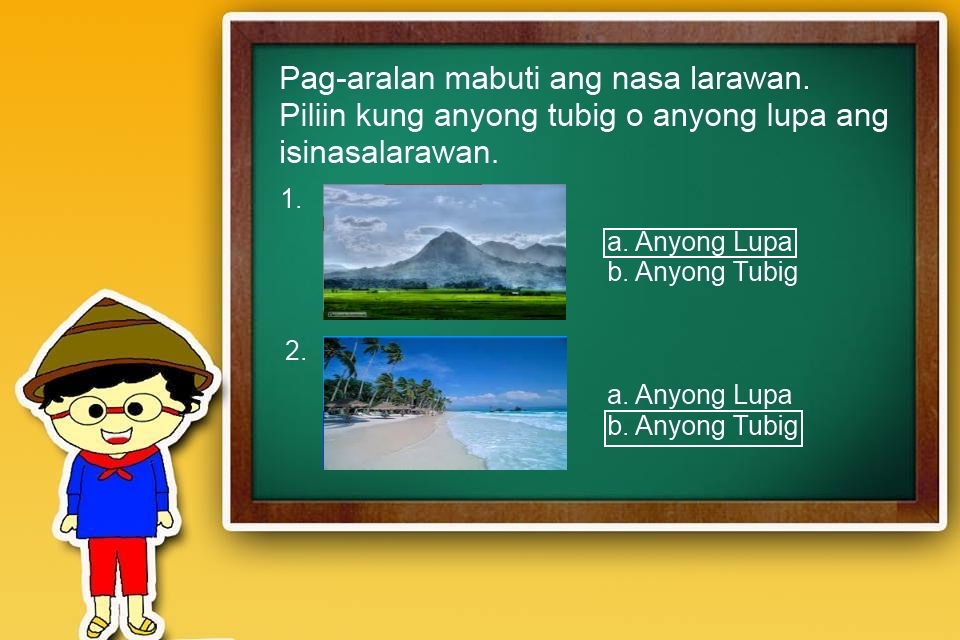 Pag-aralan mabuti ang nasa larawan.
Piliin kung anyong tubig o anyong lupa ang
isinasalarawan.
1.
a. Anyong Lupa
b. Anyong Tubig
2.
a. Anyong Lupa
b. Anyong Tubig